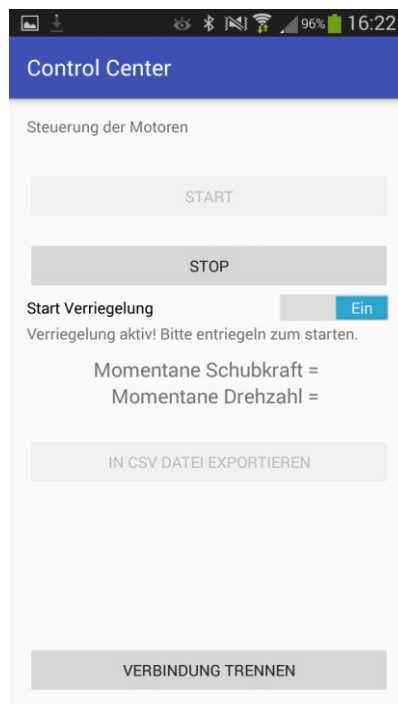 96% 16:22
Control Center
Steuerung der Motoren
START
STOP
Start Verriegelung Ein
Verriegelung aktiv! Bitte entriegeln zum starten.
Momentane Schubkraft =
Momentane Drehzahl =
IN CSV DATEI EXPORTIEREN
VERBINDUNG TRENNEN